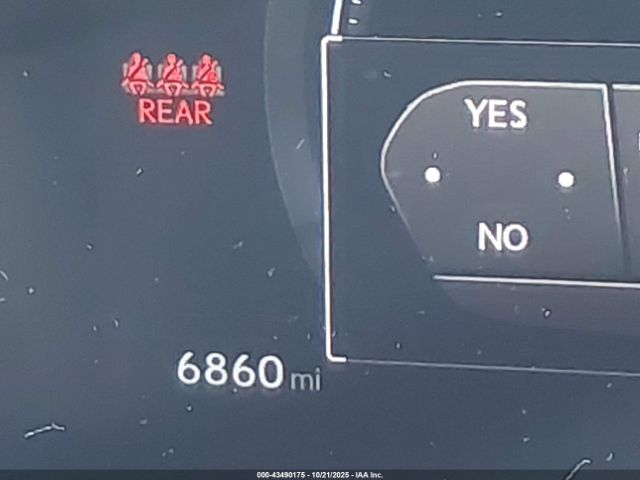 REAR
YES
NO
6860 mi
000-43490175 - 10/21/2025 - IAA Inc.